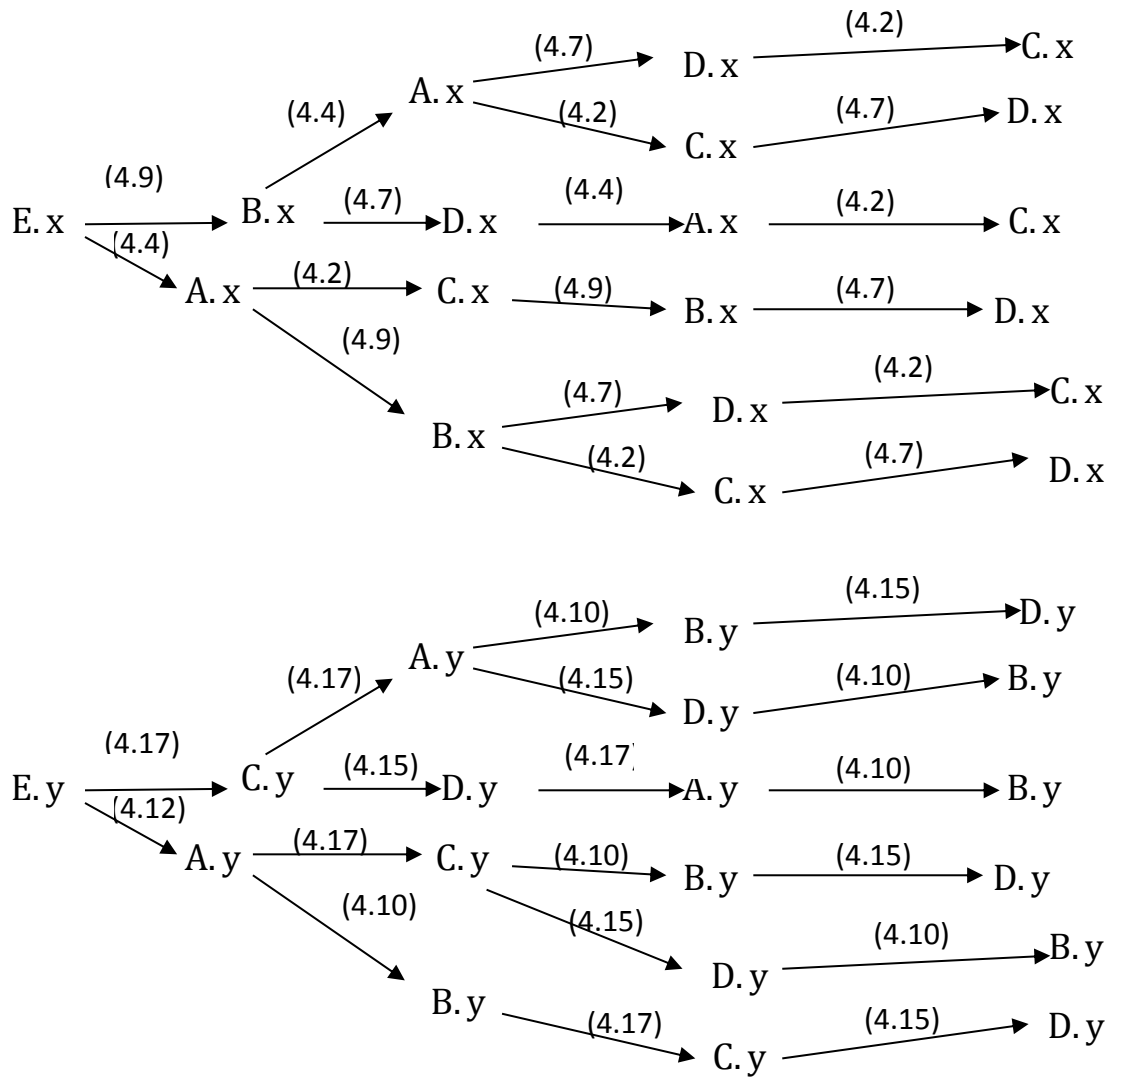 (4.2)
(4.7) D. x C. x
A. x
(4.4) (4.2) (4.7) D. x
C. x
(4.9) (4.4)
E. x B. x (4.7) D. x A. x (4.2) C. x
(4.4)
A. x (4.2) C. x (4.9) B. x (4.7) D. x
(4.9)
(4.2)
(4.7) D. x C. x
B. x
(4.2) (4.7) D. x
C. x
(4.15)
(4.10) B. y D. y
A. y
(4.17) (4.15) (4.10) B. y
D. y
(4.17) (4.17)
E. y C. y (4.15) D. y A. y (4.10) B. y
(4.12)
A. y (4.17) C. y (4.10) B. y (4.15) D. y
(4.10) (4.15)
(4.10) B. y
D. y
B. y (4.17) (4.15) D. y
C. y